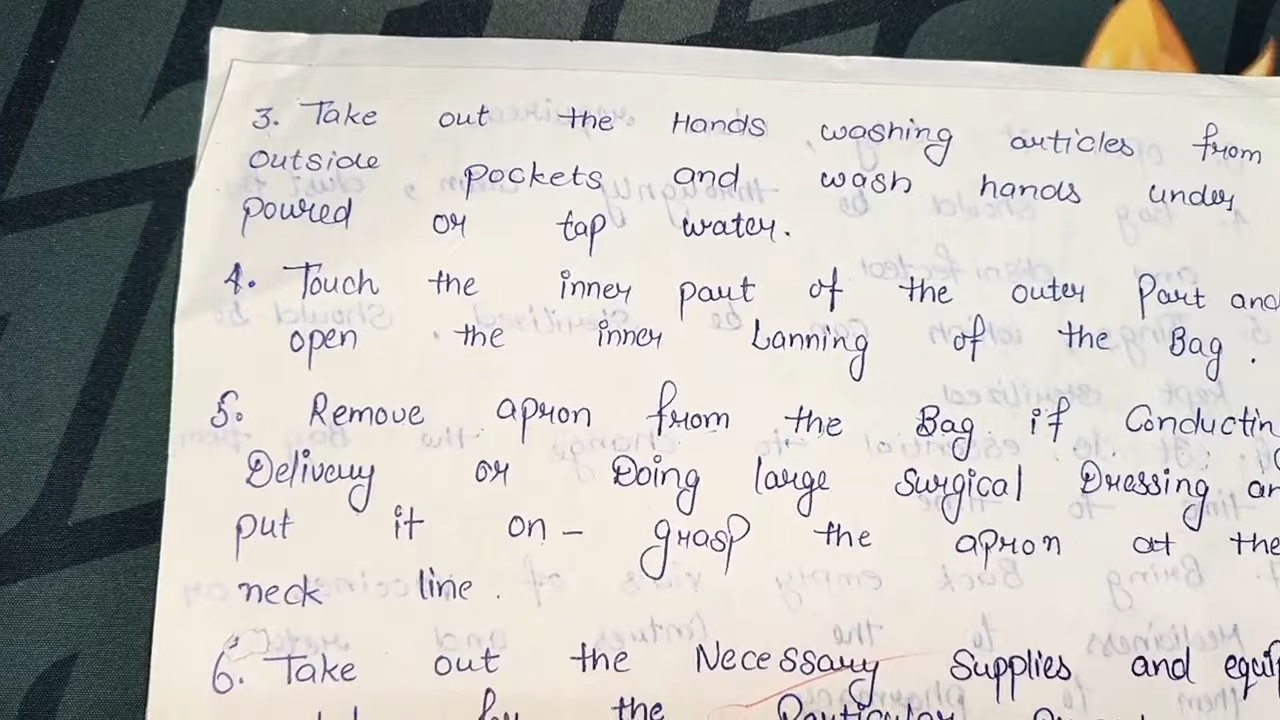 3. Take out the Hands washing articles from
outside pockets and wash hands under
poured or tap water.
4. Touch the inner part of the outer Part and
open the inner Lanning of the Bag.
5. Remove apron from the Bag if Conductin
Delivery or Doing large Surgical Dressing an
put it on - grasp the apron at the
neck line.
6. Take out the Necessary Supplies and equip
by the Particular